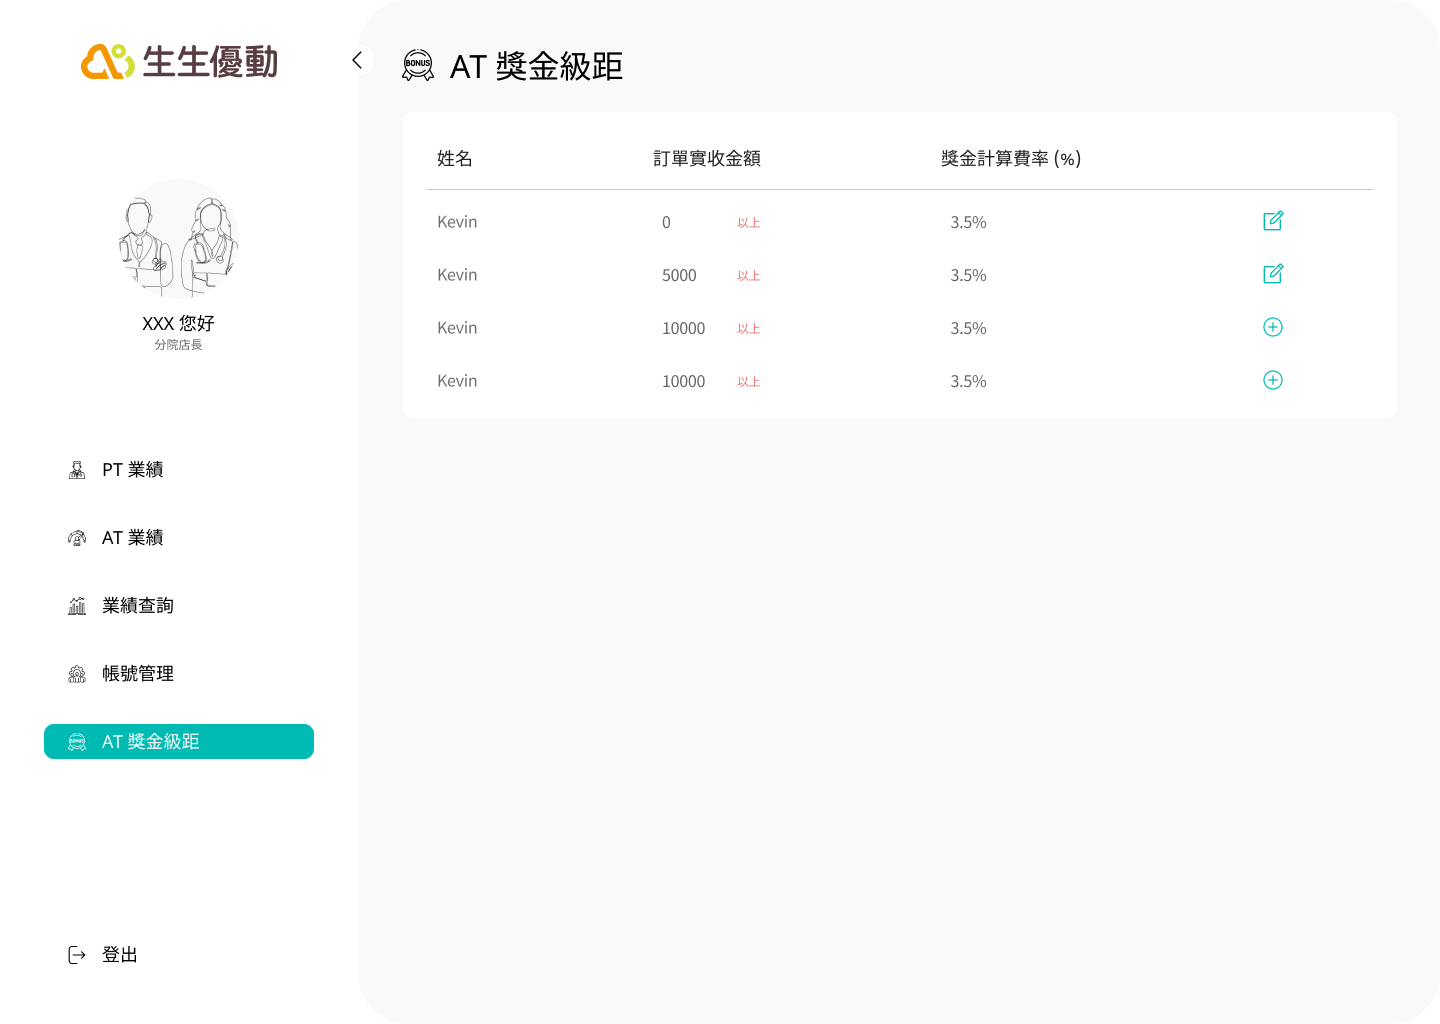 生生優動
XXX 您好
分院店長
PT 業績
AT 業績
業績查詢
帳號管理
AT 獎金級距
登出
BONUS
AT 獎金級距
姓名 訂單實收金額 獎金計算費率 (%)
Kevin 0 以上 3.5%
Kevin 5000 以上 3.5%
Kevin 10000 以上 3.5%
Kevin 10000 以上 3.5%